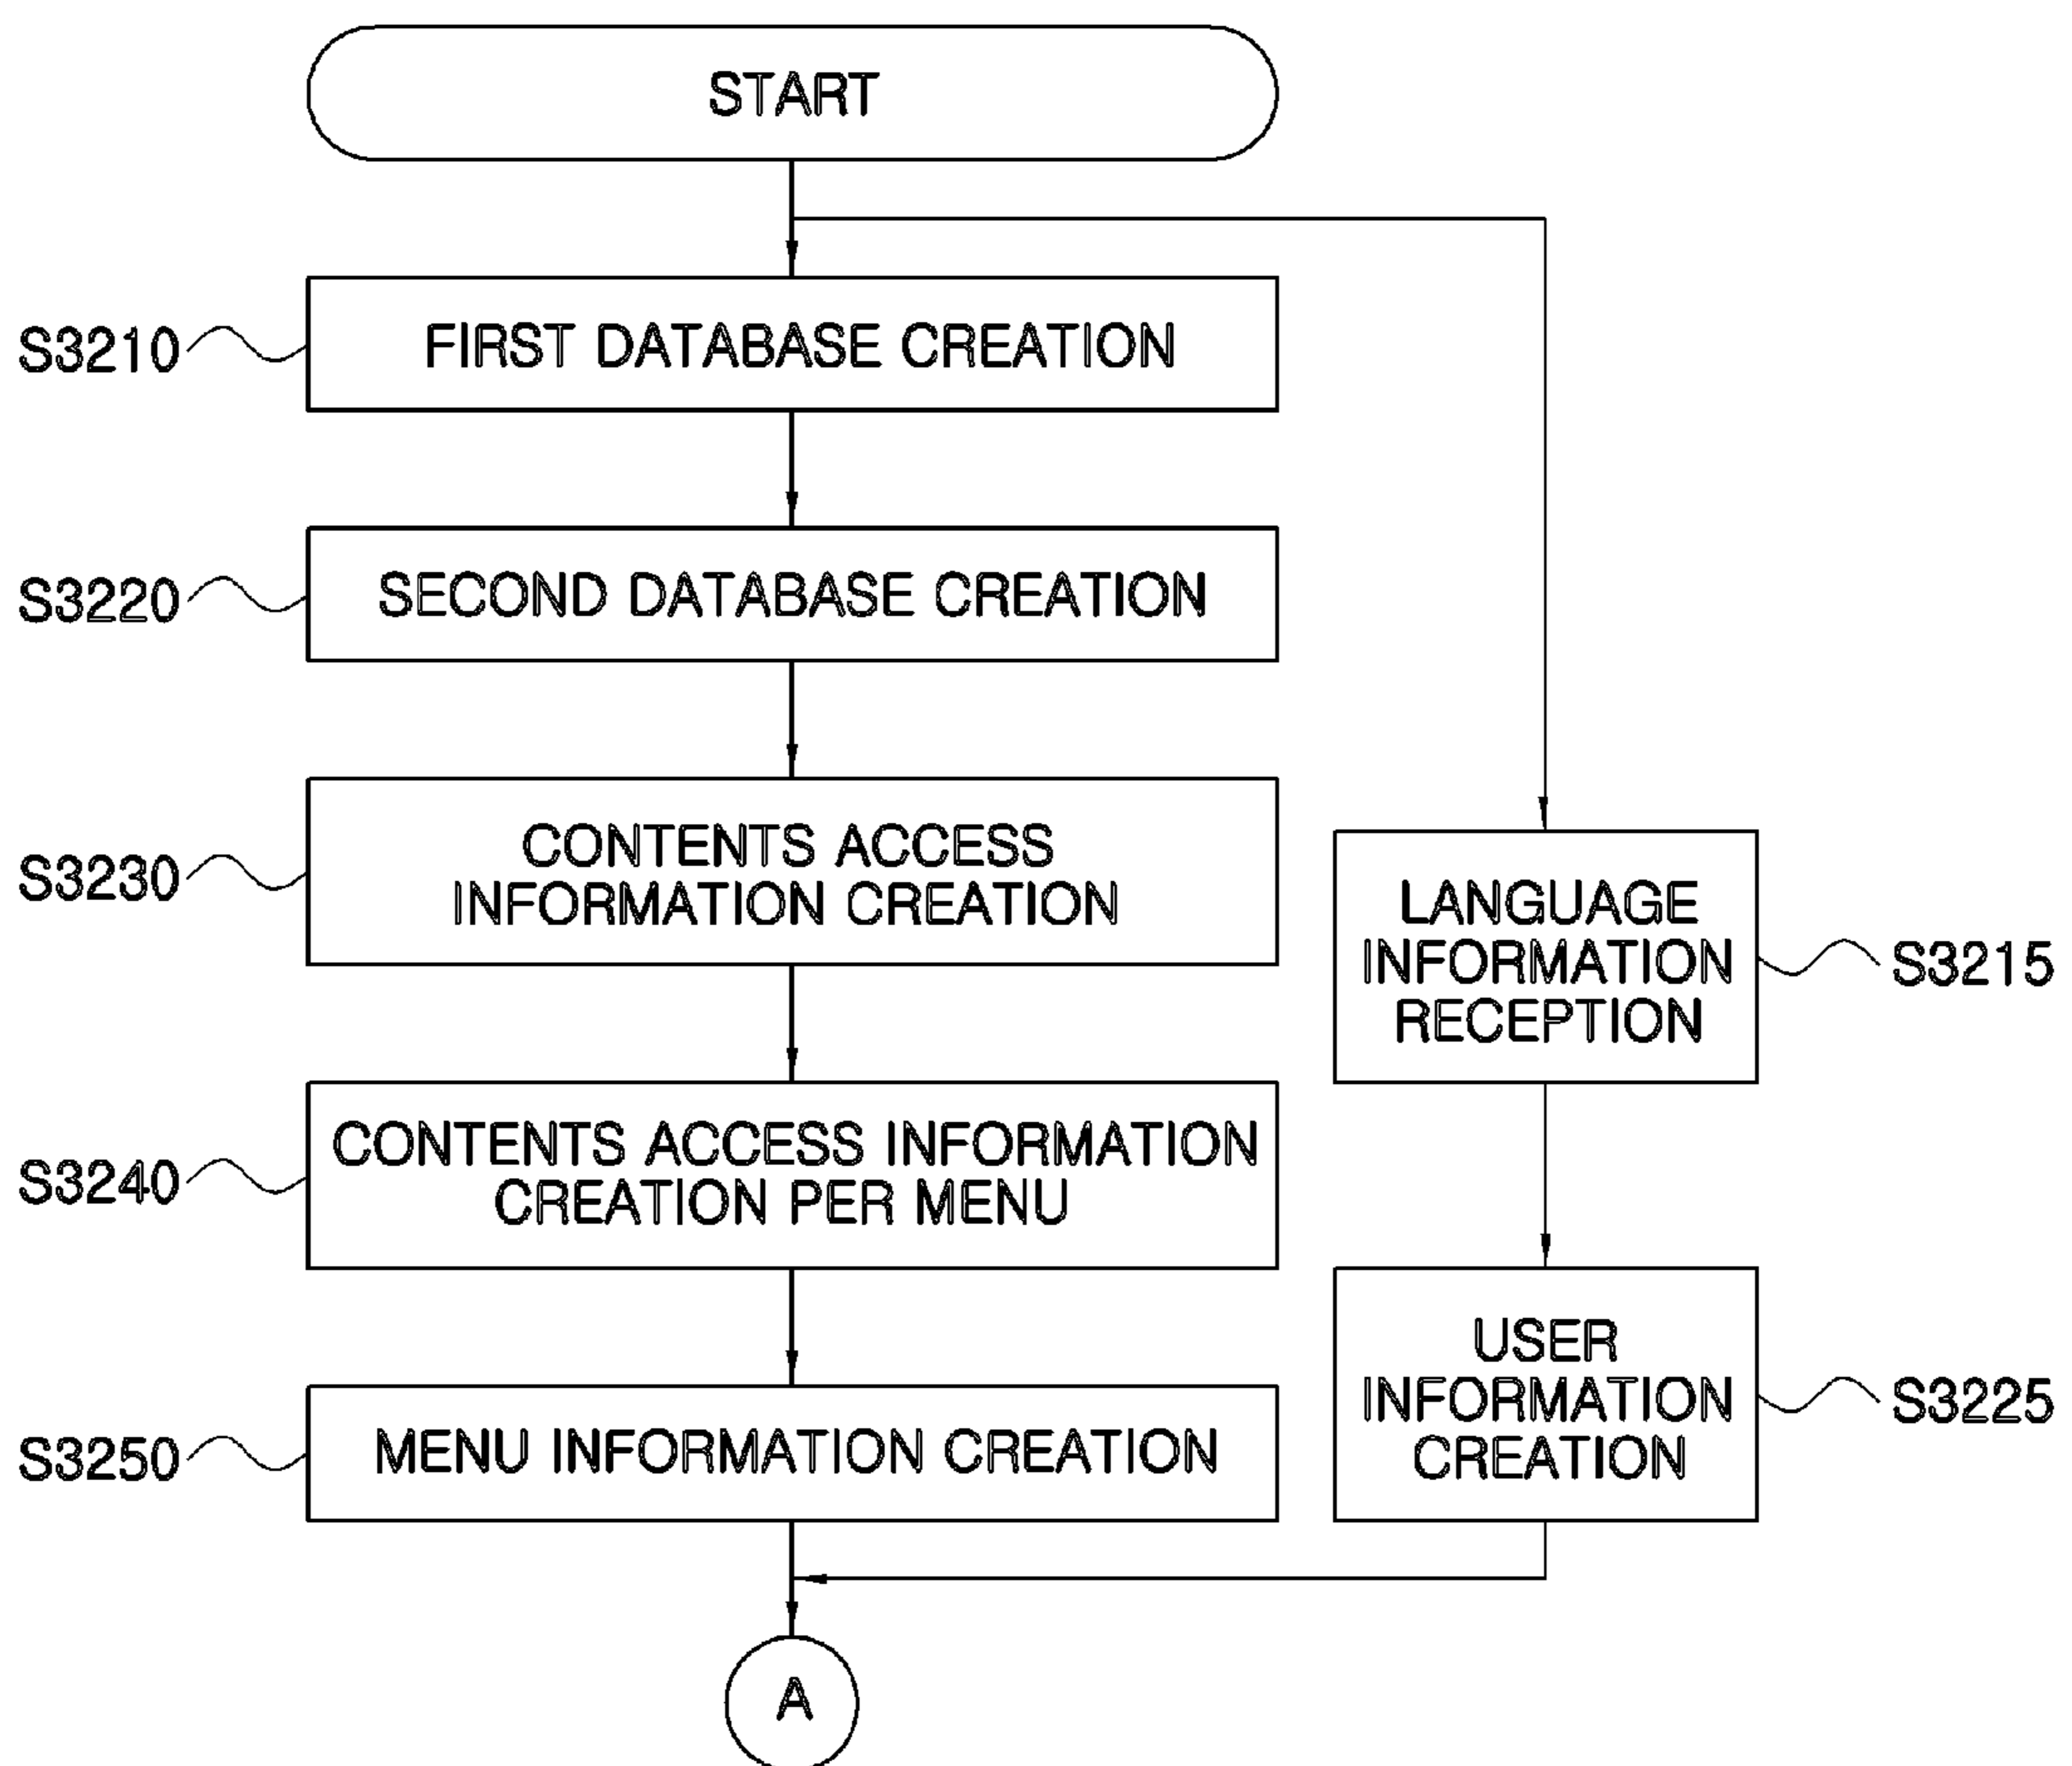 START
S3210
FIRST DATABASE CREATION
S3220
SECOND DATABASE CREATION
S3230
CONTENTS ACCESS
INFORMATION CREATION
S3240
CONTENTS ACCESS INFORMATION
CREATION PER MENU
S3250
MENU INFORMATION CREATION
LANGUAGE
INFORMATION
RECEPTION
S3215
USER
INFORMATION
CREATION
S3225
A